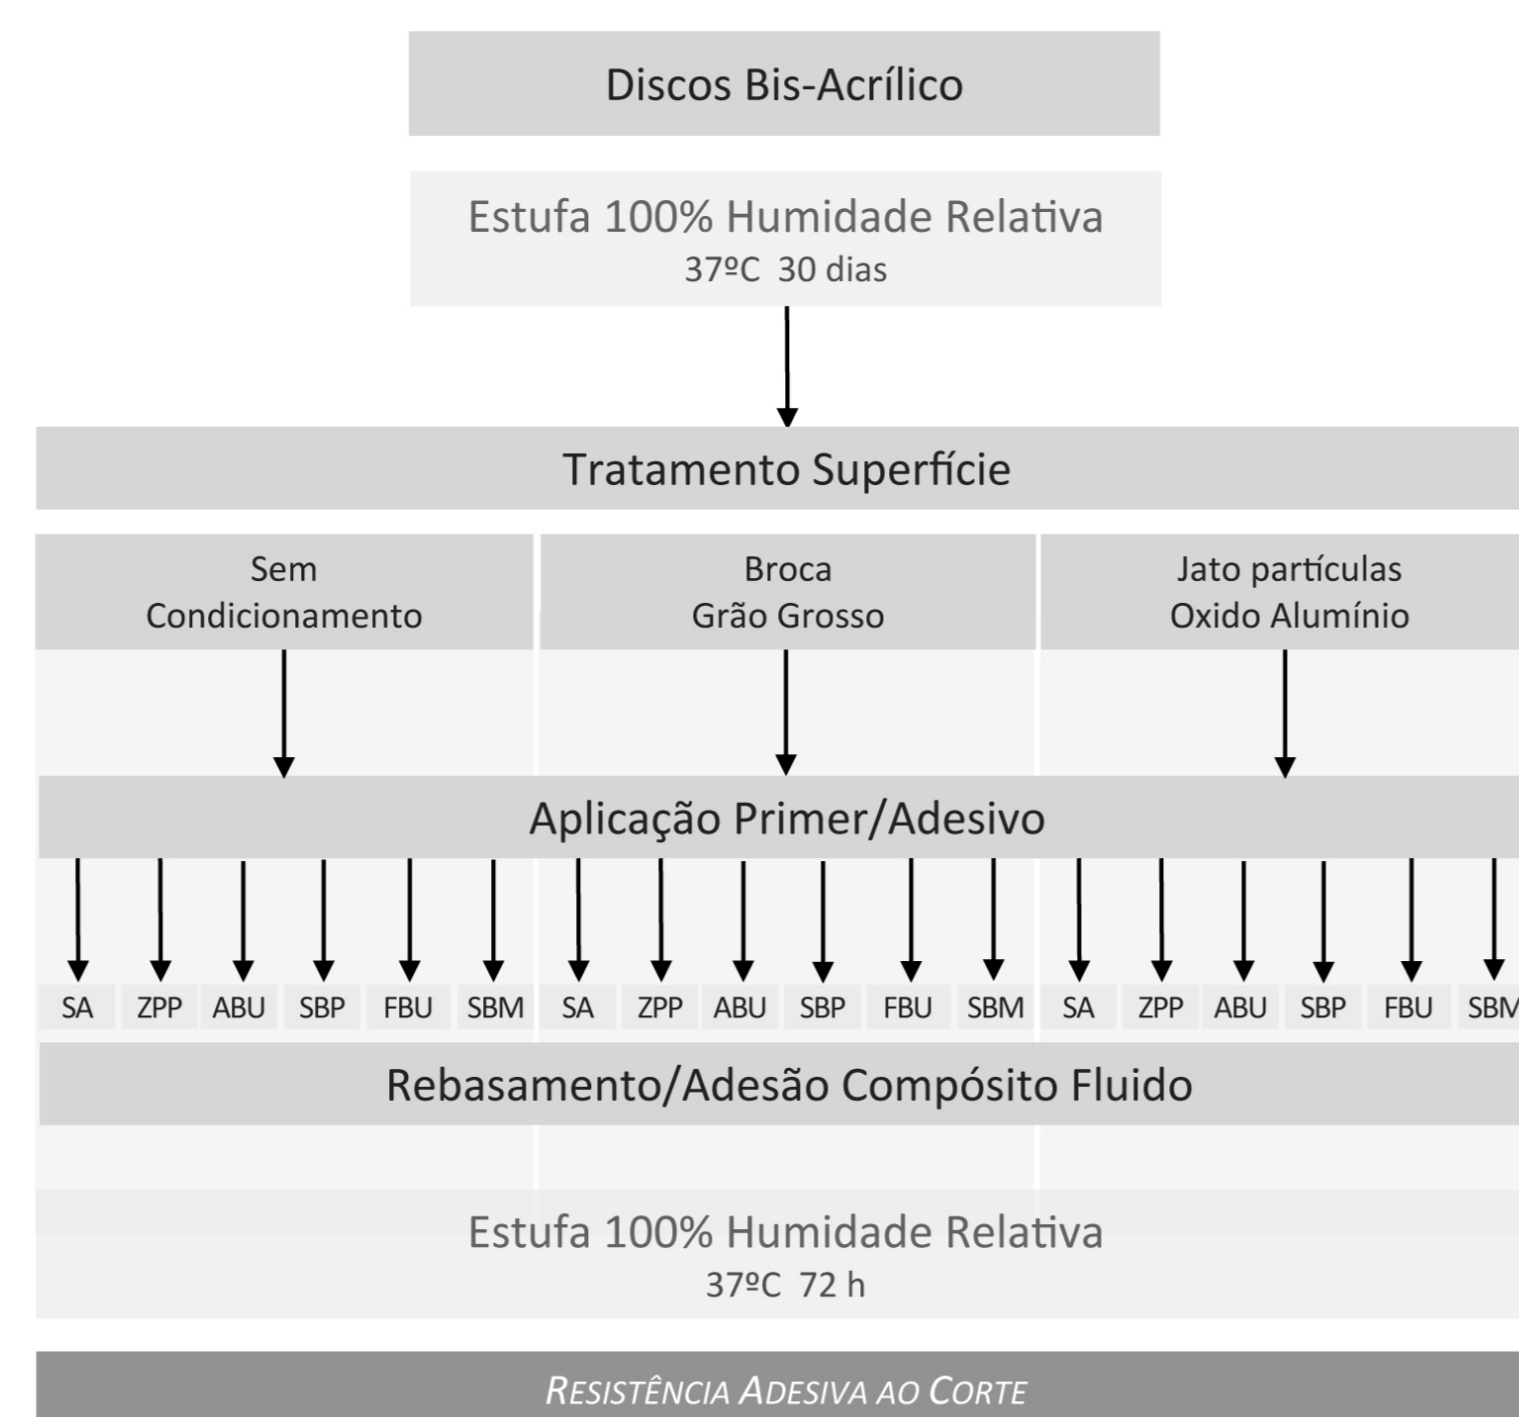 Discos Bis-Acrílico
Estufa 100% Humidade Relativa
37ºC 30 dias
Tratamento Superfície
Sem
Condicionamento
Broca
Grão Grosso
Jato partículas
Oxido Alumínio
Aplicação Primer/Adesivo
SA ZPP ABU SBP FBU SBM SA ZPP ABU SBP FBU SBM SA ZPP ABU SBP FBU SBM
Rebasamento/Adesão Compósito Fluido
Estufa 100% Humidade Relativa
37ºC 72 h
RESISTÊNCIA ADESIVA AO CORTE